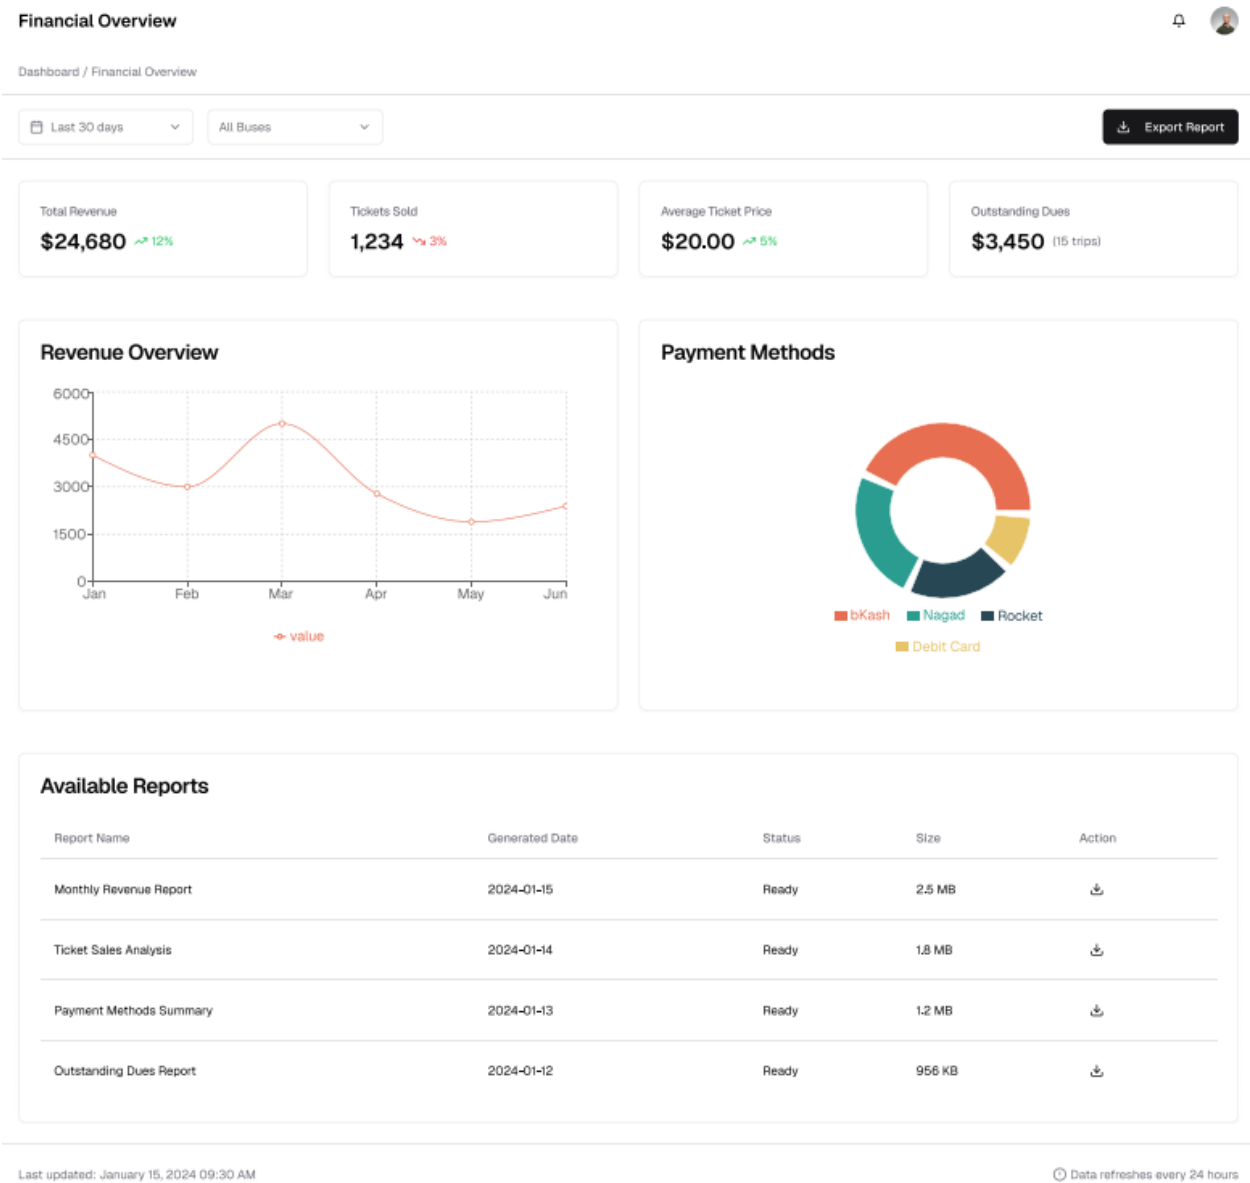 Financial Overview
Dashboard / Financial Overview
Last 30 days
All Buses
Export Report
Total Revenue
$24,680 12%
Tickets Sold
1,234 3%
Average Ticket Price
$20.00 5%
Outstanding Dues
$3,450 (15 trips)
Revenue Overview
6000
4500
3000
1500
0
Jan Feb Mar Apr May Jun
value
Payment Methods
bKash Nagad Rocket
Debit Card
Available Reports
Report Name Generated Date Status Size Action
Monthly Revenue Report 2024-01-15 Ready 2.5 MB
Ticket Sales Analysis 2024-01-14 Ready 1.8 MB
Payment Methods Summary 2024-01-13 Ready 1.2 MB
Outstanding Dues Report 2024-01-12 Ready 956 KB
Last updated: January 15, 2024 09:30 AM
Data refreshes every 24 hours